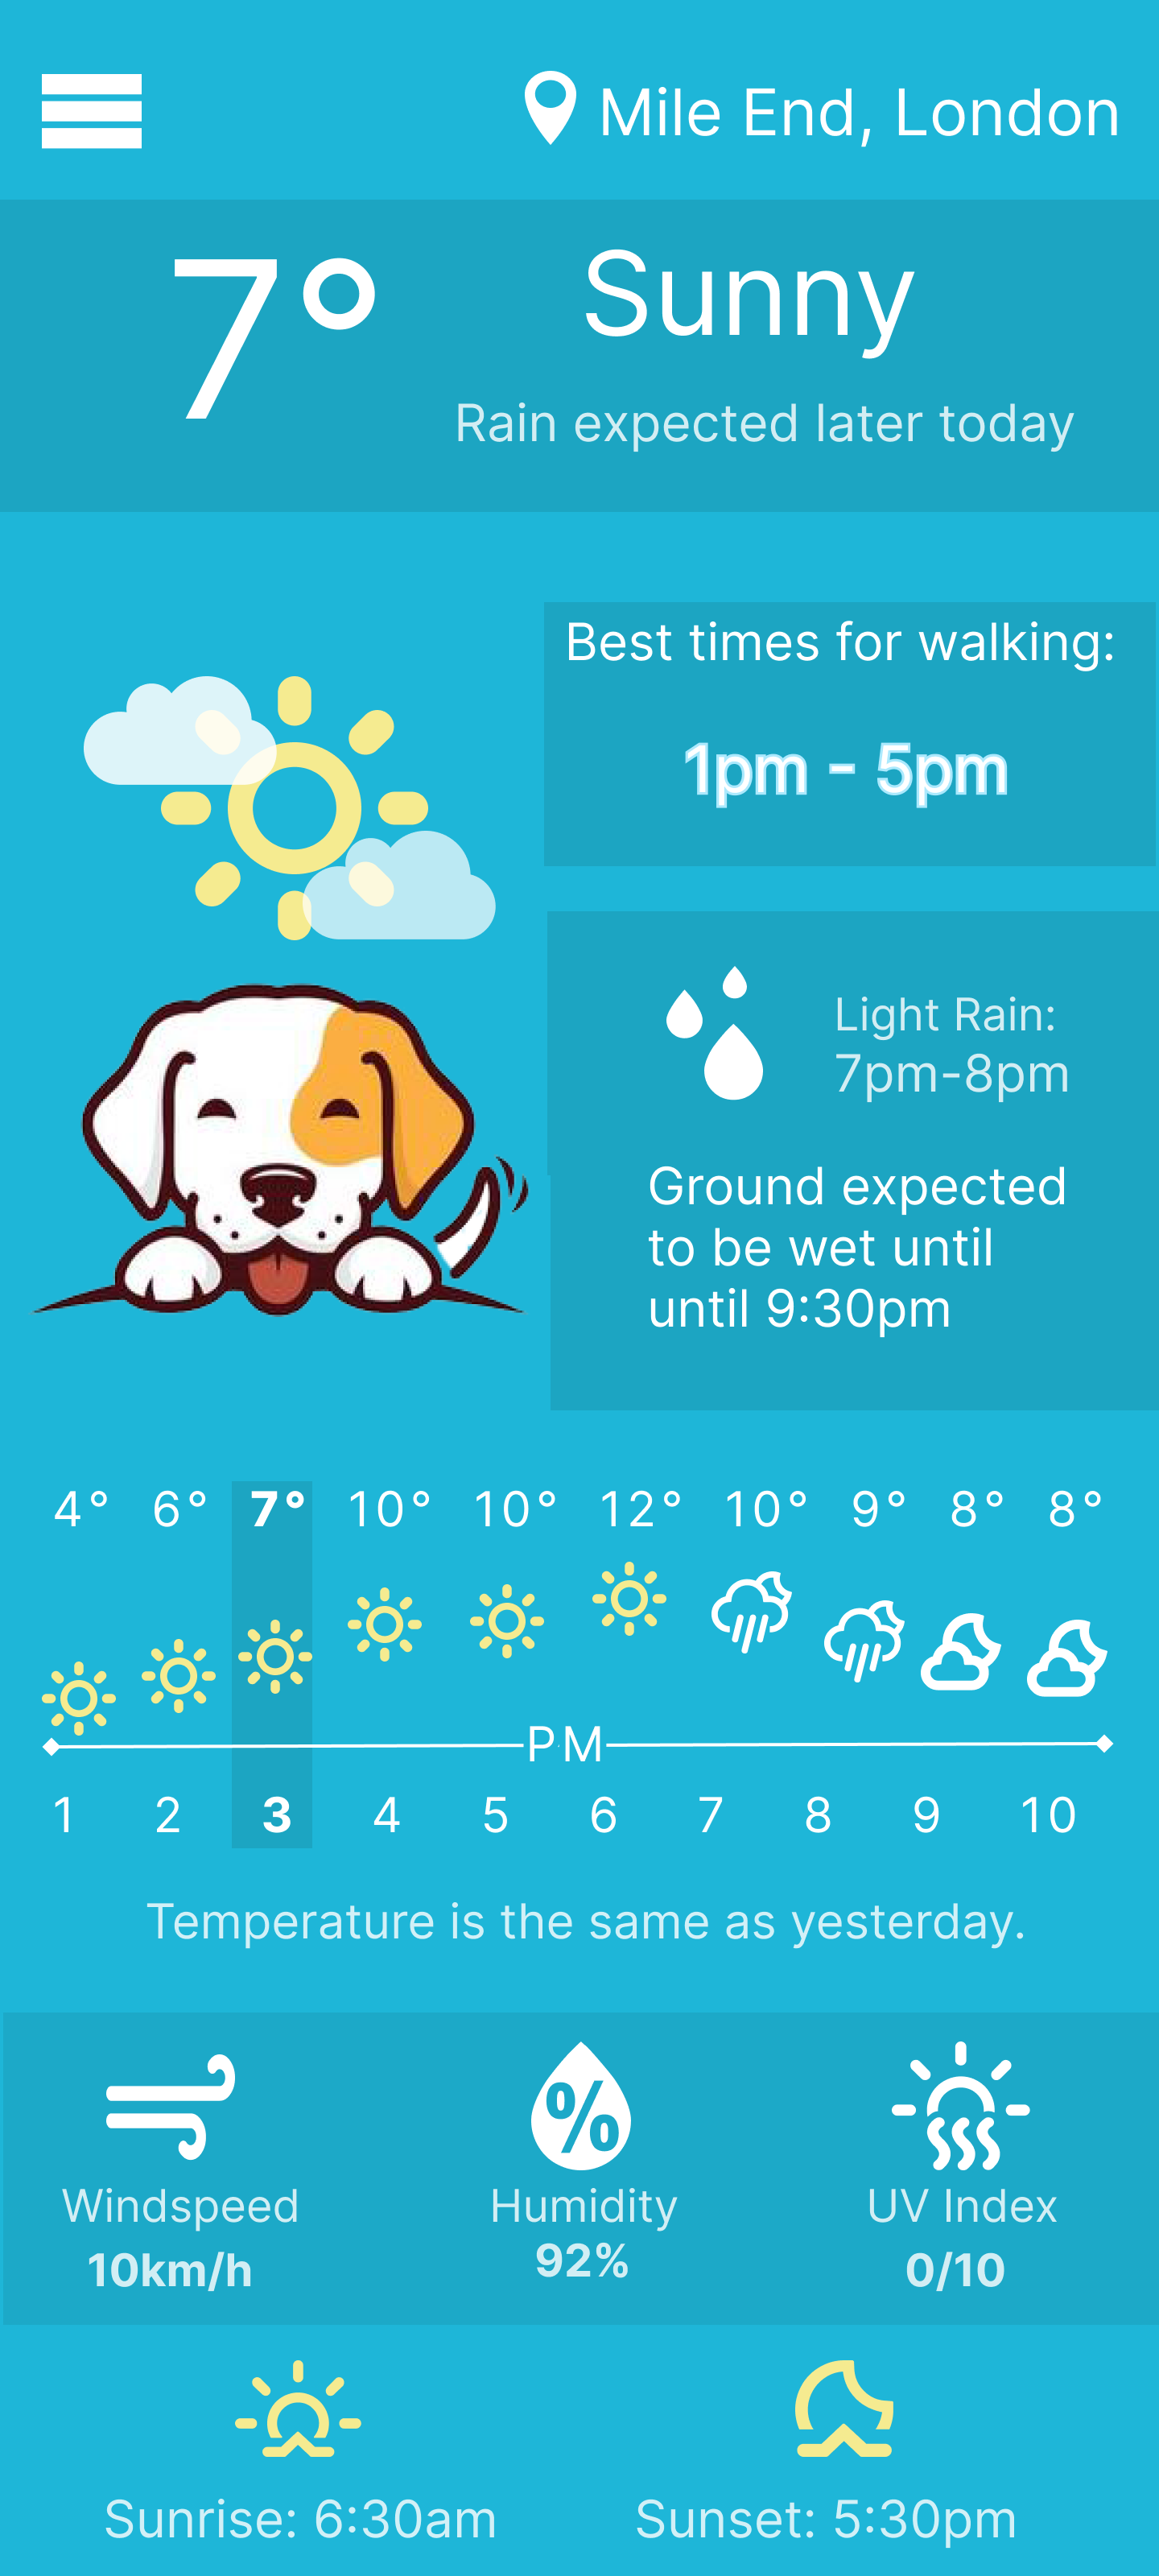 Mile End, London
7°
Sunny
Rain expected later today
Best times for walking:
1pm - 5pm
Light Rain:
7pm-8pm
Ground expected
to be wet until
until 9:30pm
4° 6° 7° 10° 10° 12° 10° 9° 8° 8°
PM
1 2 3 4 5 6 7 8 9 10
Temperature is the same as yesterday.
%
Windspeed Humidity UV Index
10km/h 92% 0/10
Sunrise: 6:30am Sunset: 5:30pm